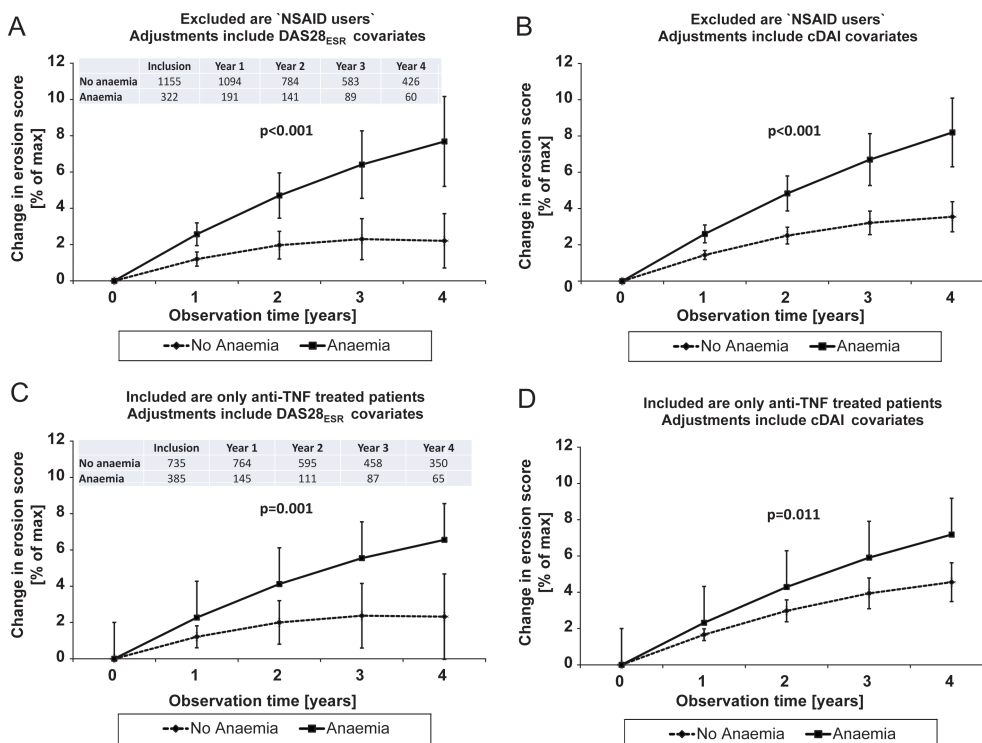 A
Excluded are `NSAID users`
Adjustments include DAS28ESR covariates
Change in erosion score
[% of max]
12
10
8
6
4
2
0
Inclusion Year 1 Year 2 Year 3 Year 4
No anaemia 1155 1094 784 583 426
Anaemia 322 191 141 89 60
p<0.001
0 1 2 3 4
Observation time [years]
No Anaemia Anaemia
B
Excluded are `NSAID users`
Adjustments include cDAI covariates
Change in erosion score
[% of max]
12
10
8
6
4
2
0
p<0.001
0 1 2 3 4
Observation time [years]
No Anaemia Anaemia
C
Included are only anti-TNF treated patients
Adjustments include DAS28ESR covariates
Change in erosion score
[% of max]
12
10
8
6
4
2
0
Inclusion Year 1 Year 2 Year 3 Year 4
No anaemia 735 764 595 458 350
Anaemia 385 145 111 87 65
p=0.001
0 1 2 3 4
Observation time [years]
No Anaemia Anaemia
D
Included are only anti-TNF treated patients
Adjustments include cDAI covariates
Change in erosion score
[% of max]
12
10
8
6
4
2
0
p=0.011
0 1 2 3 4
Observation time [years]
No Anaemia Anaemia